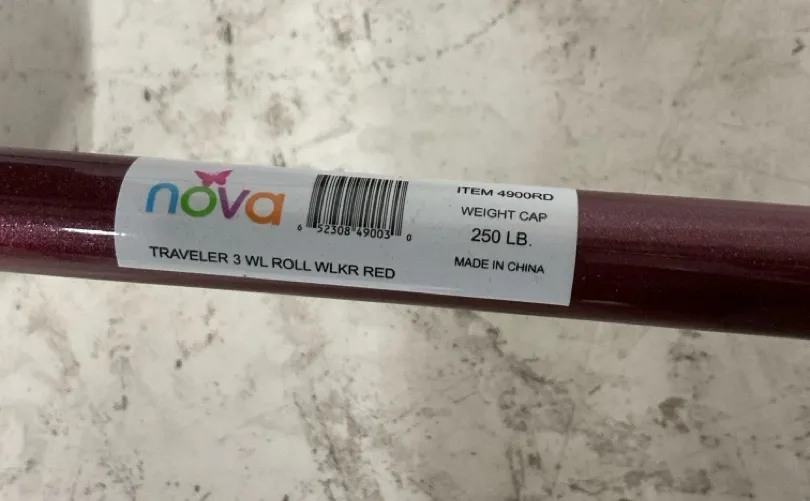 nova
6 52308 49003 0
TRAVELER 3 WL ROLL WLKR RED
ITEM 4900RD
WEIGHT CAP
250 LB.
MADE IN CHINA